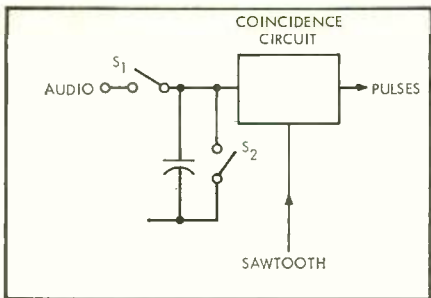 COINCIDENCE
CIRCUIT
S1
AUDIO
PULSES
S2
SAWTOOTH